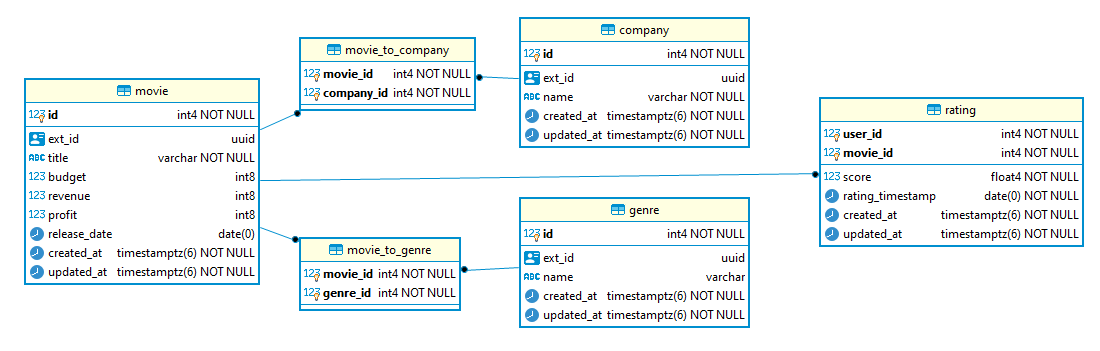 movie
123 id int4 NOT NULL
ext_id uuid
ABC title varchar NOT NULL
123 budget int8
123 revenue int8
123 profit int8
release_date date(0)
created_at timestamptz(6) NOT NULL
updated_at timestamptz(6) NOT NULL
movie_to_company
123 movie_id int4 NOT NULL
123 company_id int4 NOT NULL
company
123 id int4 NOT NULL
ext_id uuid
ABC name varchar NOT NULL
created_at timestamptz(6) NOT NULL
updated_at timestamptz(6) NOT NULL
rating
123 user_id int4 NOT NULL
123 movie_id int4 NOT NULL
123 score float4 NOT NULL
rating_timestamp date(0) NOT NULL
created_at timestamptz(6) NOT NULL
updated_at timestamptz(6) NOT NULL
movie_to_genre
123 movie_id int4 NOT NULL
123 genre_id int4 NOT NULL
genre
123 id int4 NOT NULL
ext_id uuid
ABC name varchar
created_at timestamptz(6) NOT NULL
updated_at timestamptz(6) NOT NULL